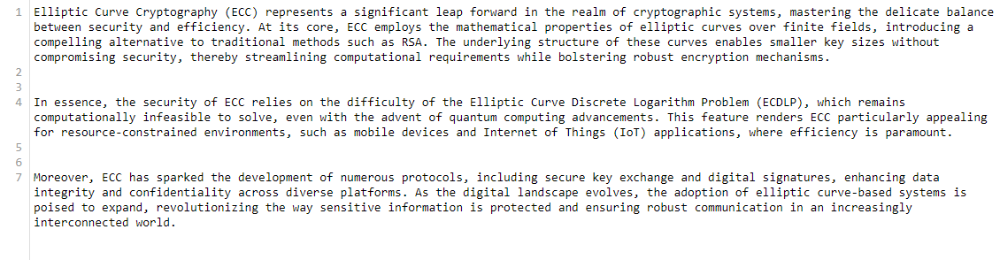 1 Elliptic Curve Cryptography (ECC) represents a significant leap forward in the realm of cryptographic systems, mastering the delicate balance
between security and efficiency. At its core, ECC employs the mathematical properties of elliptic curves over finite fields, introducing a
compelling alternative to traditional methods such as RSA. The underlying structure of these curves enables smaller key sizes without
compromising security, thereby streamlining computational requirements while bolstering robust encryption mechanisms.
2
3
4 In essence, the security of ECC relies on the difficulty of the Elliptic Curve Discrete Logarithm Problem (ECDLP), which remains
computationally infeasible to solve, even with the advent of quantum computing advancements. This feature renders ECC particularly appealing
for resource-constrained environments, such as mobile devices and Internet of Things (IoT) applications, where efficiency is paramount.
5
6
7 Moreover, ECC has sparked the development of numerous protocols, including secure key exchange and digital signatures, enhancing data
integrity and confidentiality across diverse platforms. As the digital landscape evolves, the adoption of elliptic curve-based systems is
poised to expand, revolutionizing the way sensitive information is protected and ensuring robust communication in an increasingly
interconnected world.